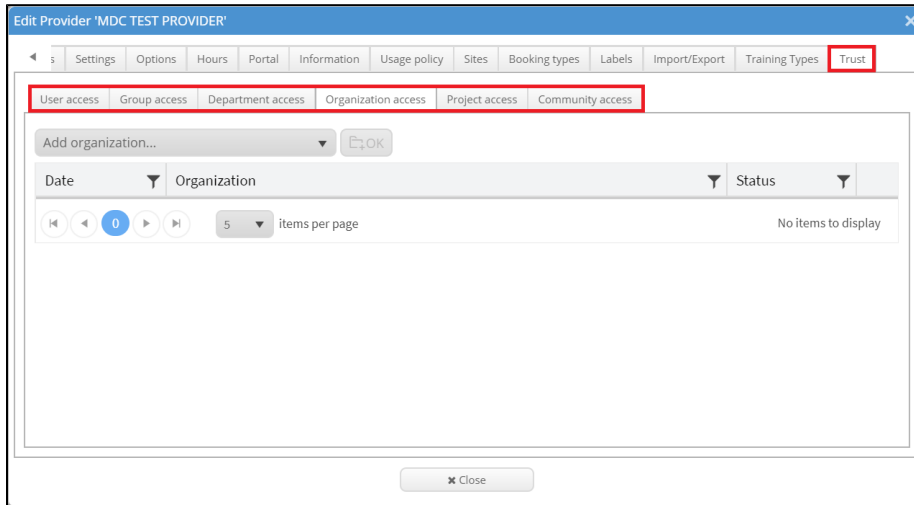 Edit Provider 'MDC TEST PROVIDER'
s Settings Options Hours Portal Information Usage policy Sites Booking types Labels Import/Export Training Types Trust
User access Group access Department access Organization access Project access Community access
Add organization... OK
Date Organization Status
0 5 items per page No items to display
Close